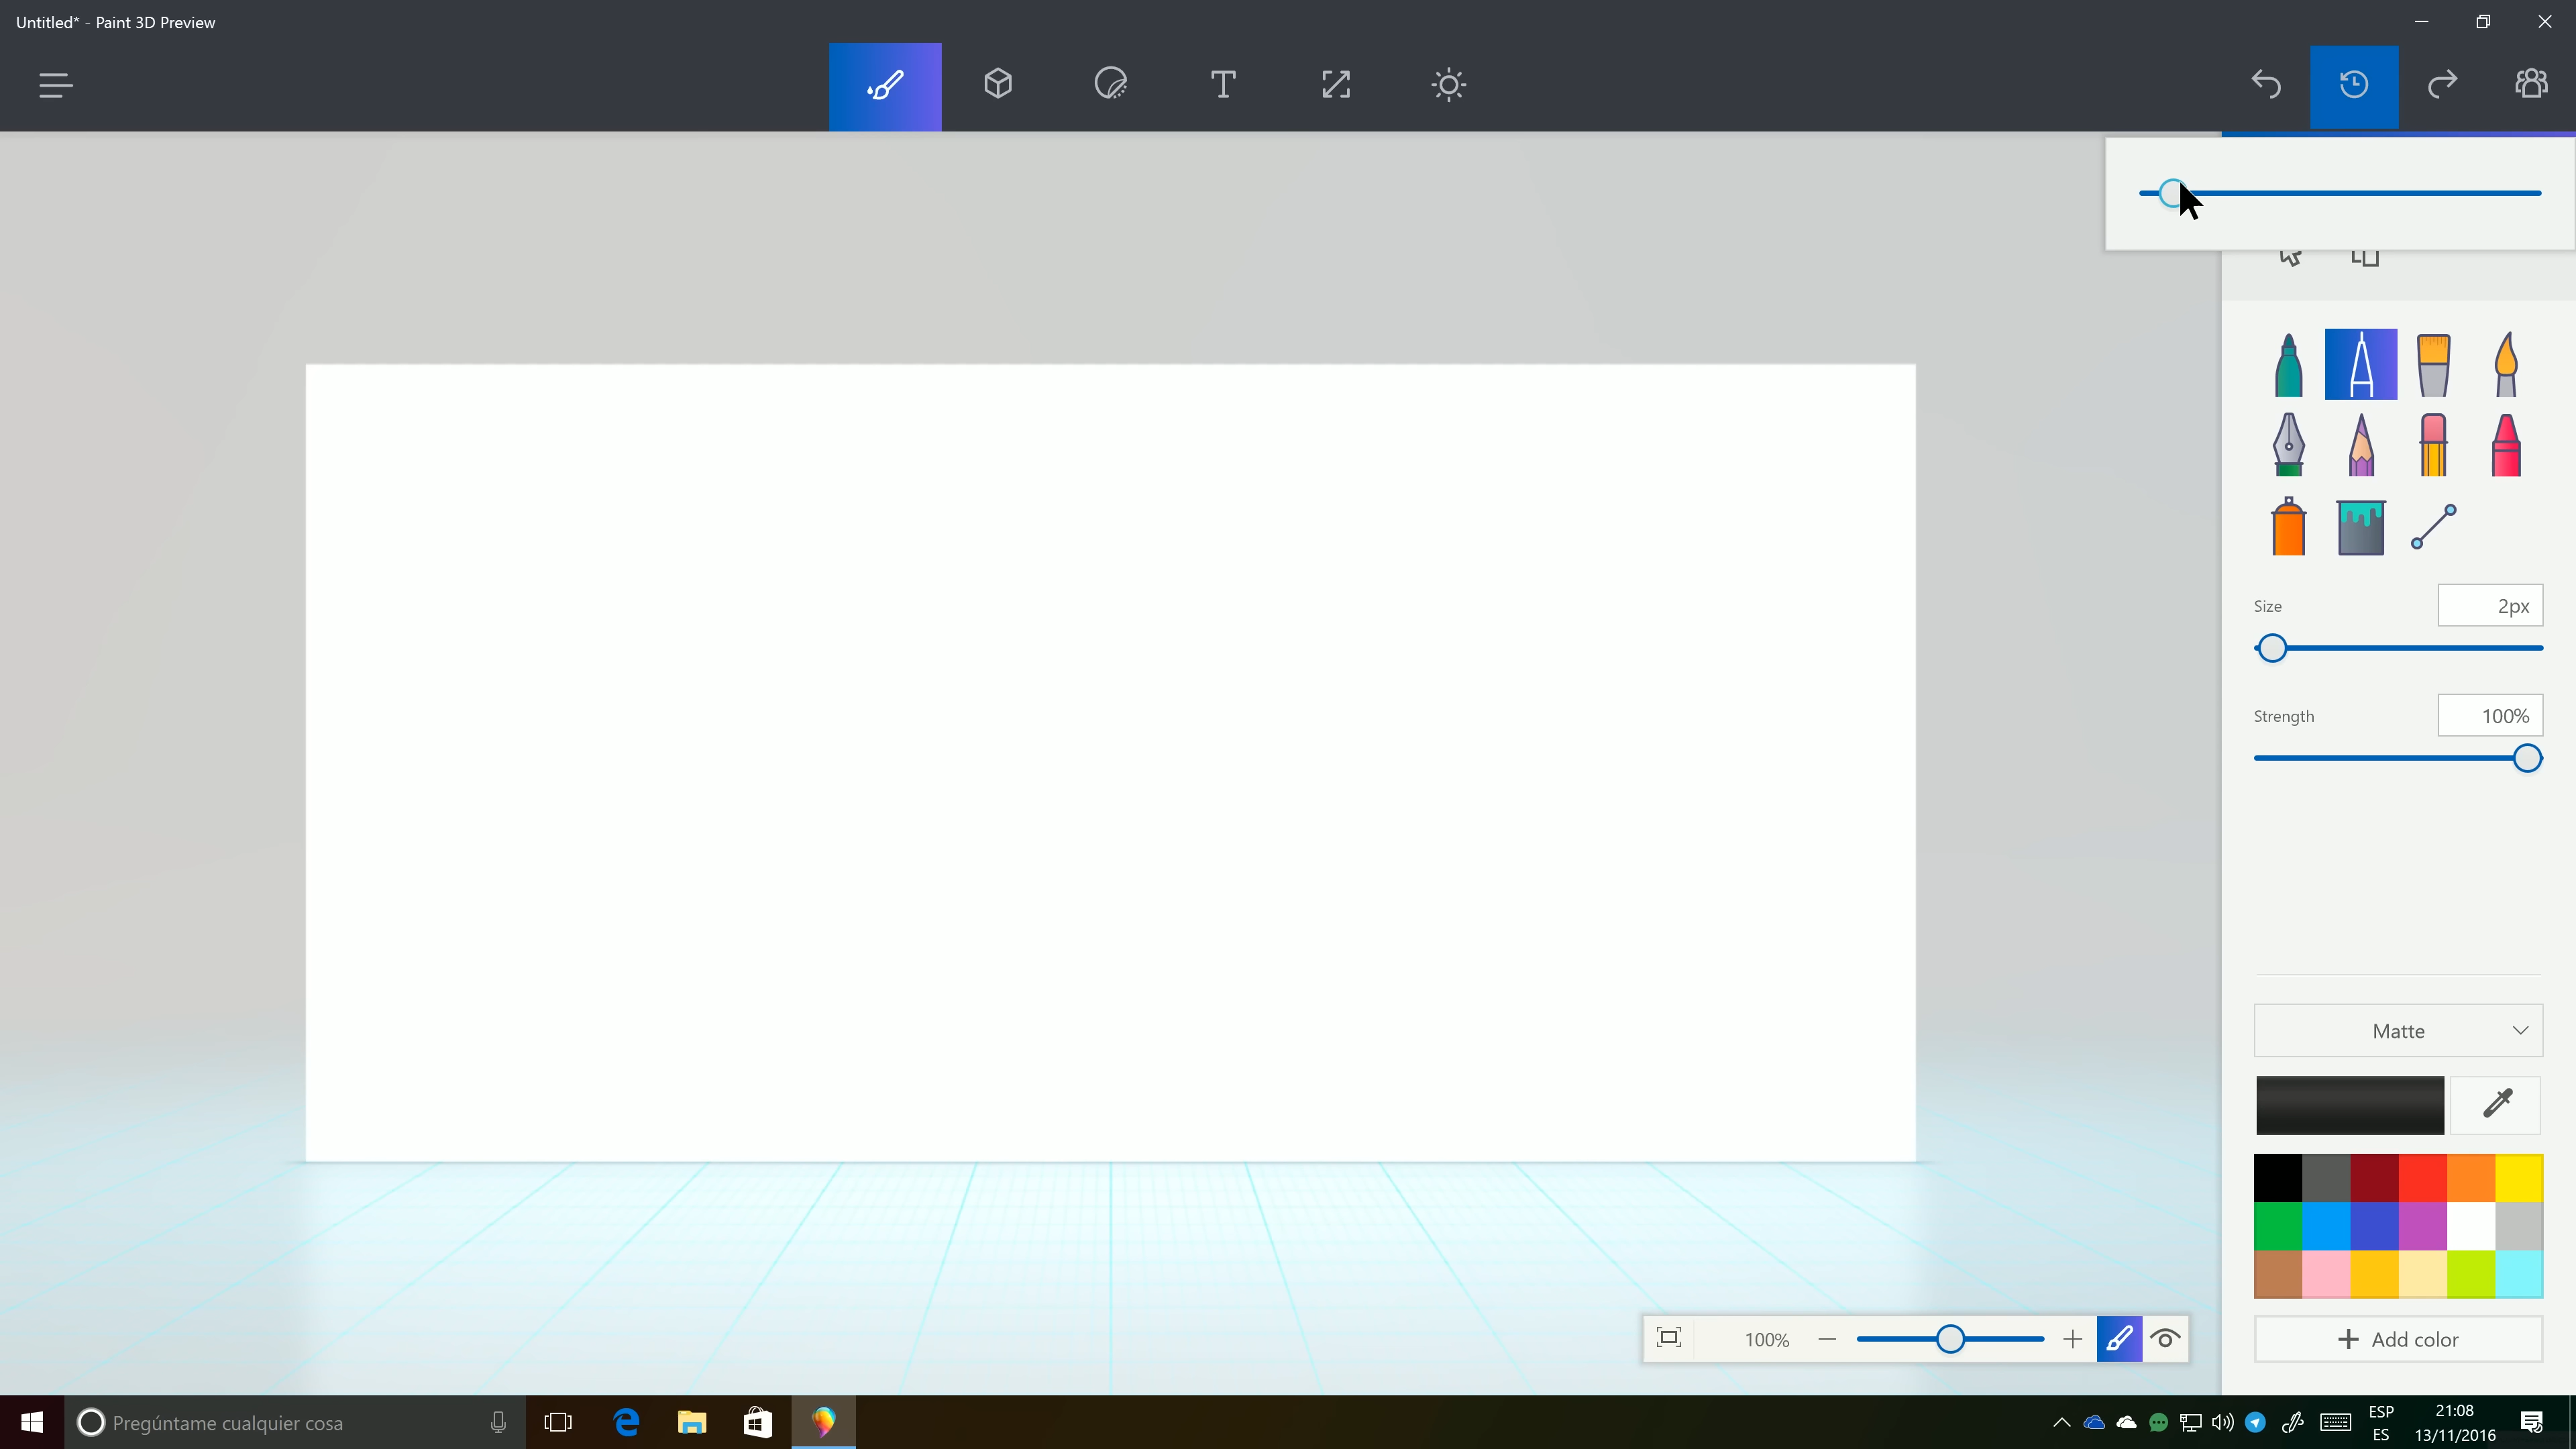 Untitled* - Paint 3D Preview
Size
2px
Strength
100%
Matte
100%
Add color
Pregúntame cualquier cosa
ESP
ES
21:08
13/11/2016